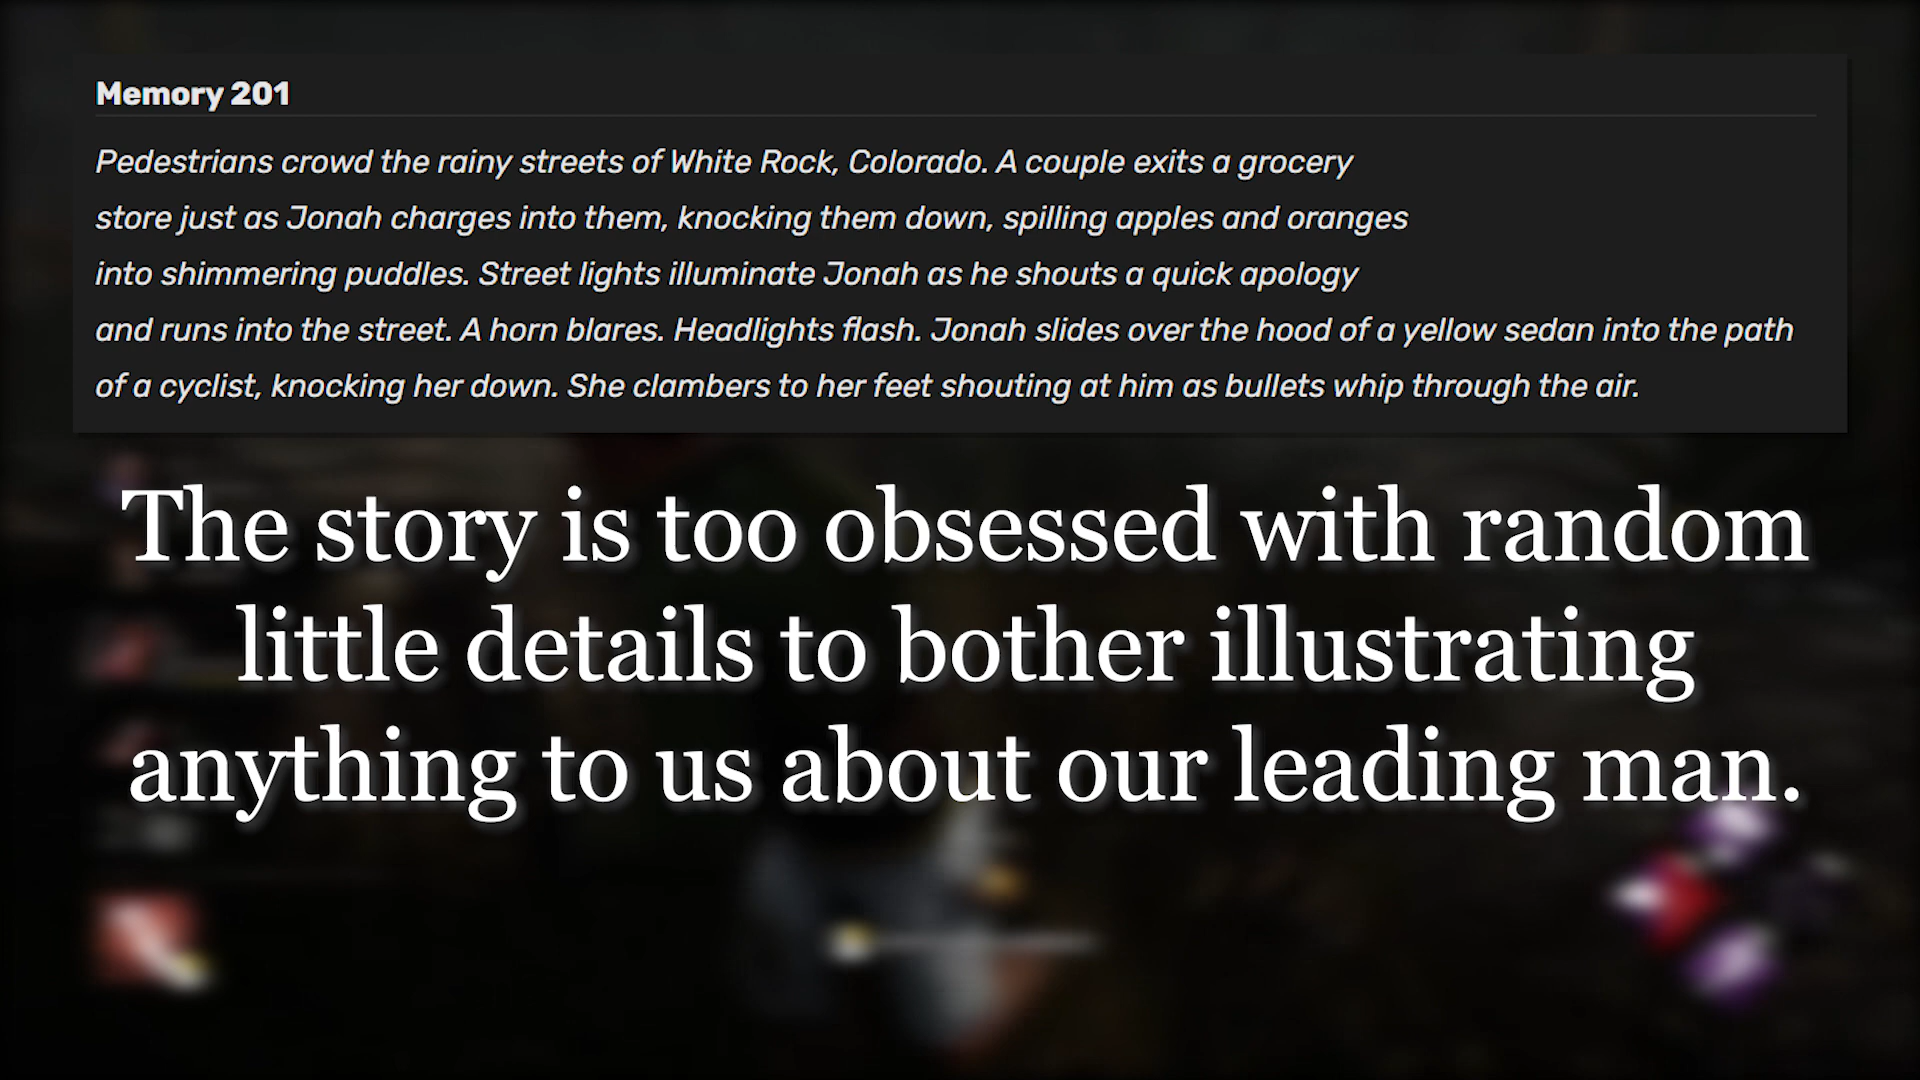 Memory 201
Pedestrians crowd the rainy streets of White Rock, Colorado. A couple exits a grocery
store just as Jonah charges into them, knocking them down, spilling apples and oranges
into shimmering puddles. Street lights illuminate Jonah as he shouts a quick apology
and runs into the street. A horn blares. Headlights flash. Jonah slides over the hood of a yellow sedan into the path
of a cyclist, knocking her down. She clambers to her feet shouting at him as bullets whip through the air.
The story is too obsessed with random
little details to bother illustrating
anything to us about our leading man.